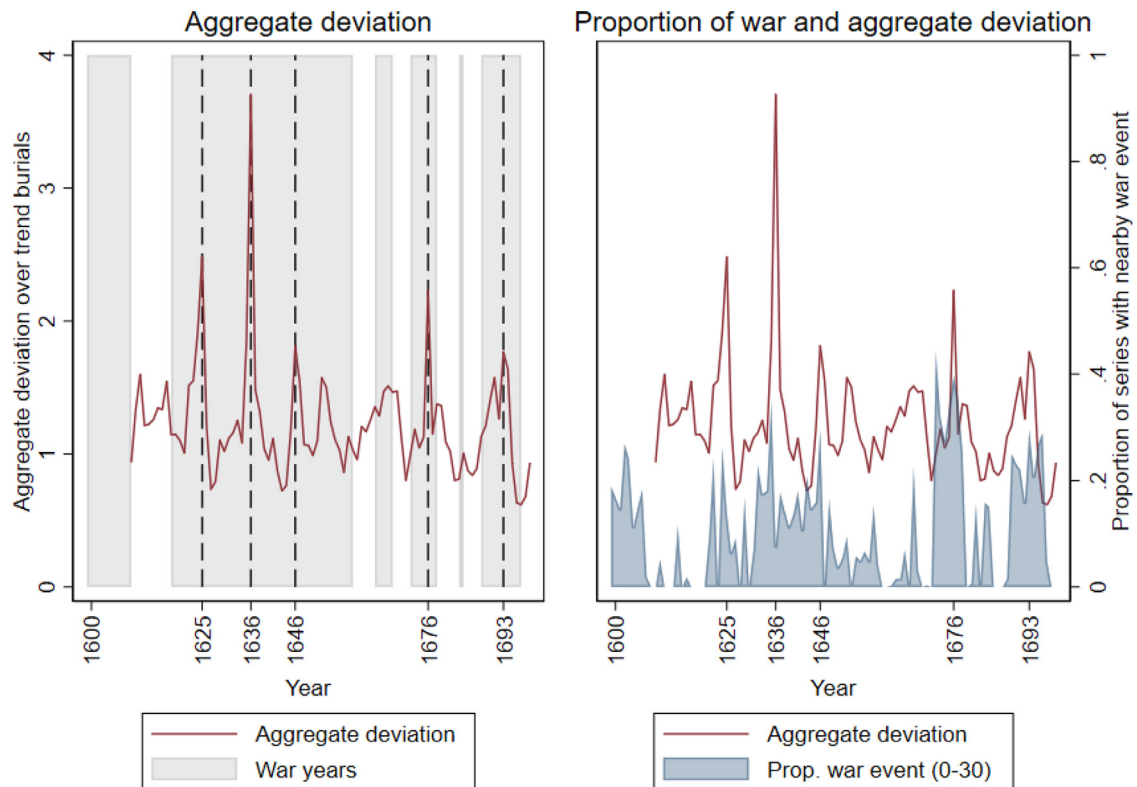 Aggregate deviation
Aggregate deviation over trend burials
4
3
2
1
0
1600
1625
1636
1646
1676
1693
Year
Aggregate deviation
War years
Proportion of war and aggregate deviation
1
.8
.6
.4
.2
0
Proportion of series with nearby war event
1600
1625
1636
1646
1676
1693
Year
Aggregate deviation
Prop. war event (0-30)